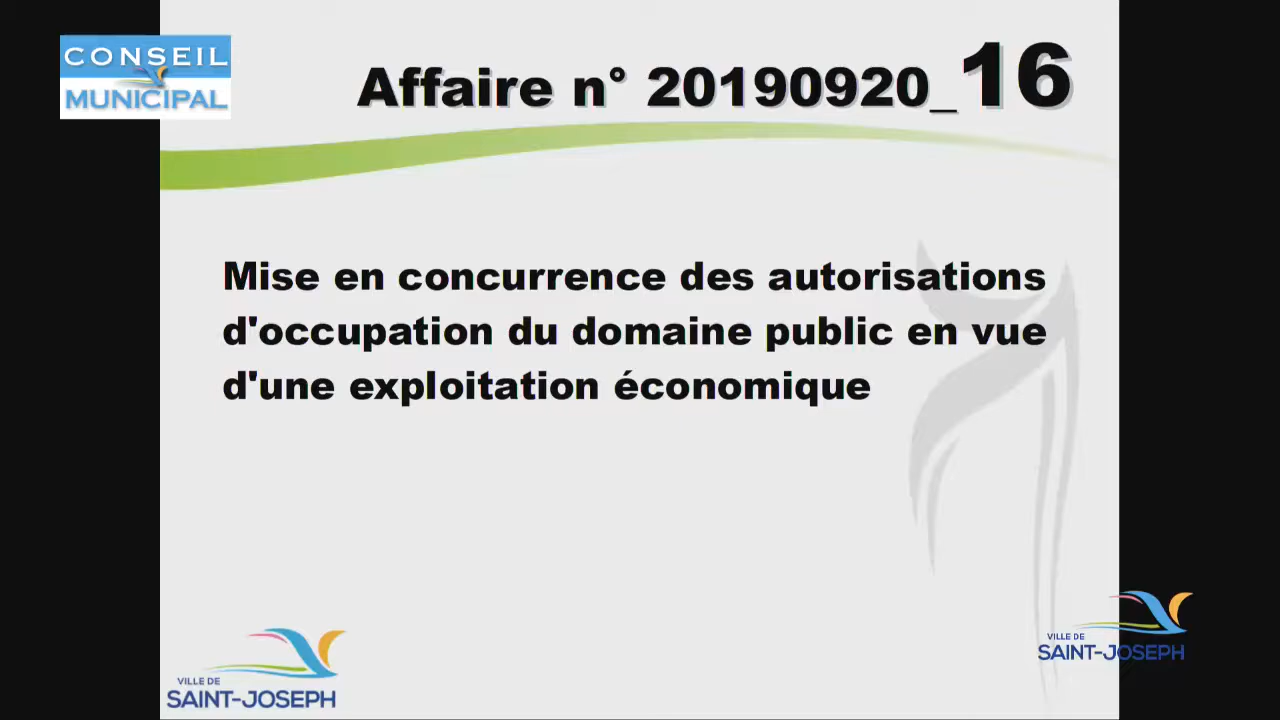 CONSEIL
MUNICIPAL
Affaire n° 20190920_16
Mise en concurrence des autorisations
d'occupation du domaine public en vue
d'une exploitation économique
VILLE DE
SAINT-JOSEPH
VILLE DE
SAINT-JOSEPH